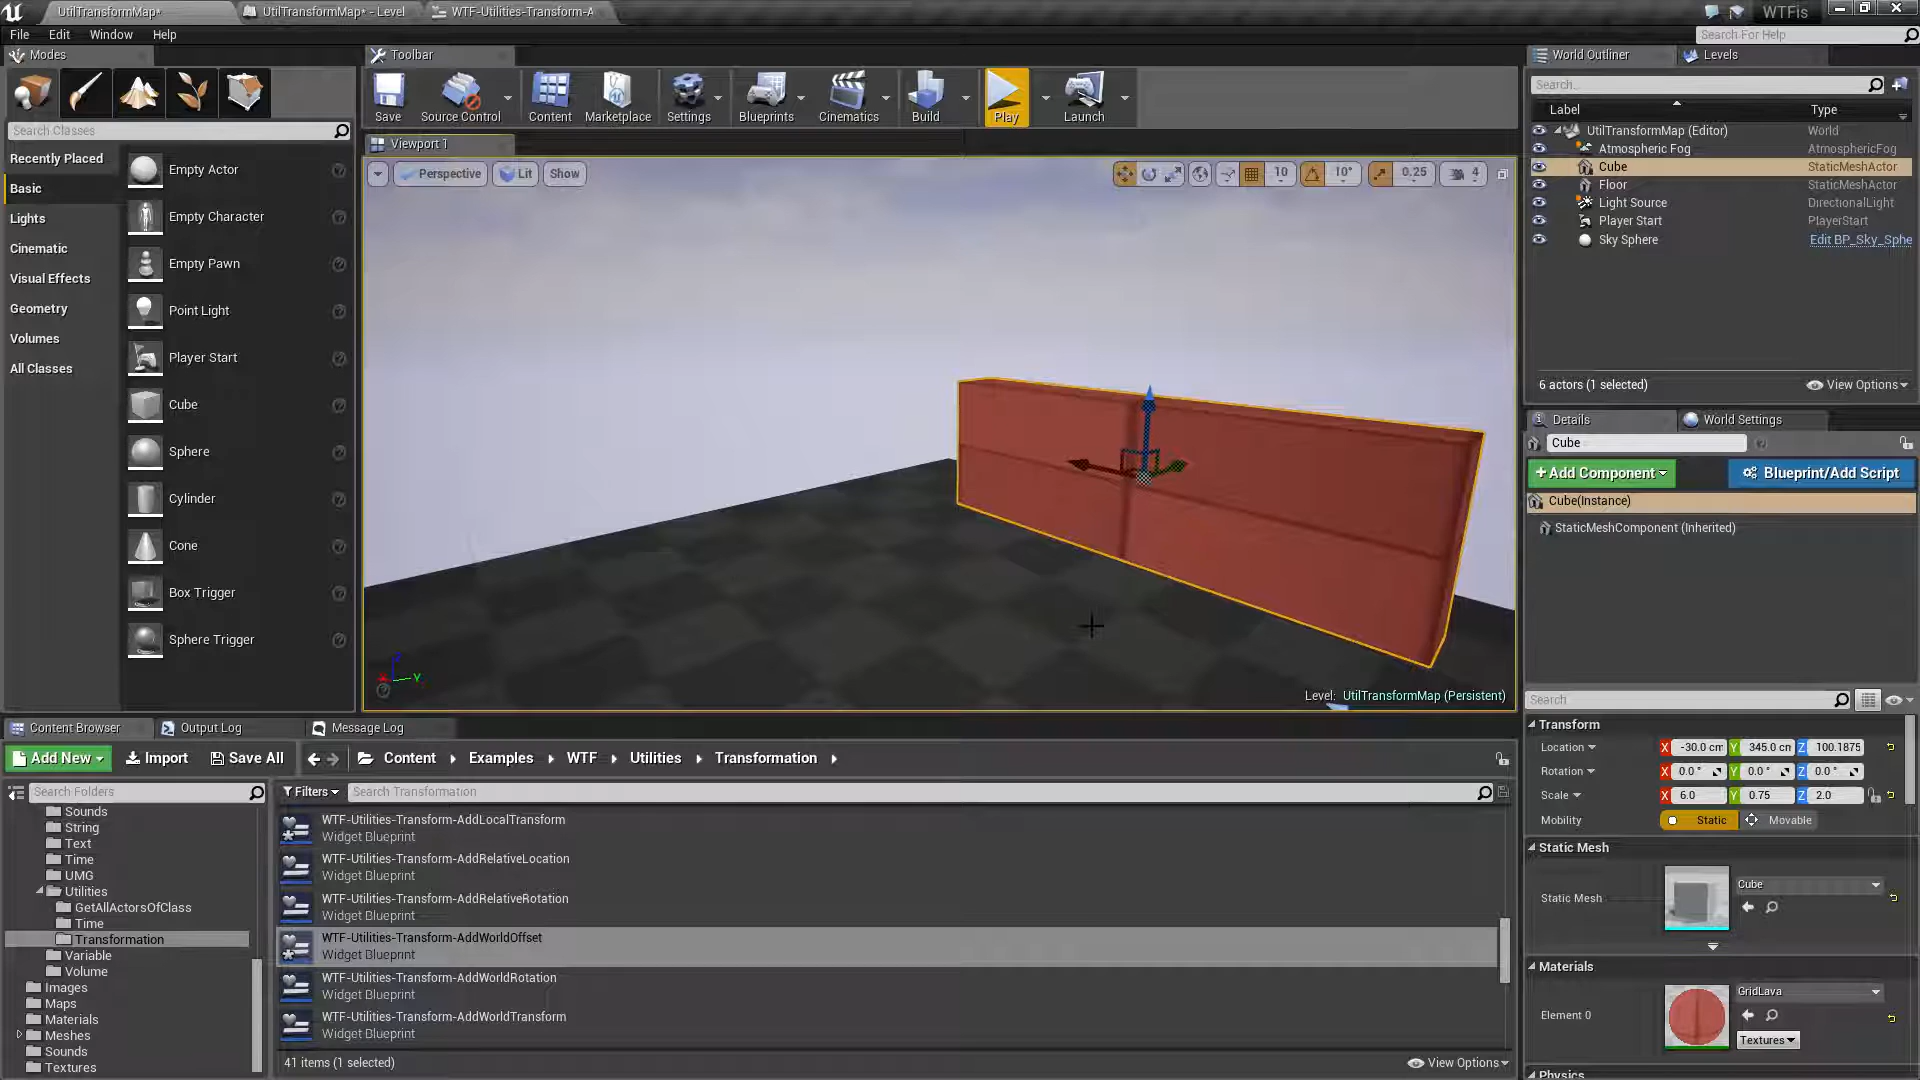 UtilTransformMap*
UtilTransformMap* - Level
WTF-Utilities-Transform-A
WTFis
File
Edit
Window
Help
Search For Help
Modes
Toolbar
World Outliner
Levels
Save
Source Control
Content
Marketplace
Settings
Blueprints
Cinematics
Build
Play
Launch
Search...
Label
Type
Search Classes
UtilTransformMap (Editor)
World
Atmospheric Fog
AtmosphericFog
Cube
StaticMeshActor
Floor
StaticMeshActor
Light Source
DirectionalLight
Player Start
PlayerStart
Sky Sphere
Edit BP_Sky_Sphe
6 actors (1 selected)
View Options
Recently Placed
Basic
Lights
Cinematic
Visual Effects
Geometry
Volumes
All Classes
Empty Actor
Empty Character
Empty Pawn
Point Light
Player Start
Cube
Sphere
Cylinder
Cone
Box Trigger
Sphere Trigger
Viewport 1
Perspective
Lit
Show
10
10°
0.25
4
Y
Level: UtilTransformMap (Persistent)
Details
World Settings
Cube
+Add Component
Blueprint/Add Script
Cube(Instance)
StaticMeshComponent (Inherited)
Search
Transform
Location
X
-30.0 cm
Y
345.0 cm
Z
100.1875
Rotation
X
0.0 °
Y
0.0 °
Z
0.0 °
Scale
X
6.0
Y
0.75
Z
2.0
Mobility
Static
Movable
Static Mesh
Static Mesh
Cube
Materials
Element 0
GridLava
Textures
Physics
Content Browser
Output Log
Message Log
Add New
Import
Save All
Content
Examples
WTF
Utilities
Transformation
Search Folders
Filters
Search Transformation
Sounds
String
Text
Time
UMG
Utilities
GetAllActorsOfClass
Time
Transformation
Variable
Volume
Images
Maps
Materials
Meshes
Sounds
Textures
WTF-Utilities-Transform-AddLocalTransform
Widget Blueprint
WTF-Utilities-Transform-AddRelativeLocation
Widget Blueprint
WTF-Utilities-Transform-AddRelativeRotation
Widget Blueprint
WTF-Utilities-Transform-AddWorldOffset
Widget Blueprint
WTF-Utilities-Transform-AddWorldRotation
Widget Blueprint
WTF-Utilities-Transform-AddWorldTransform
Widget Blueprint
41 items (1 selected)
View Options